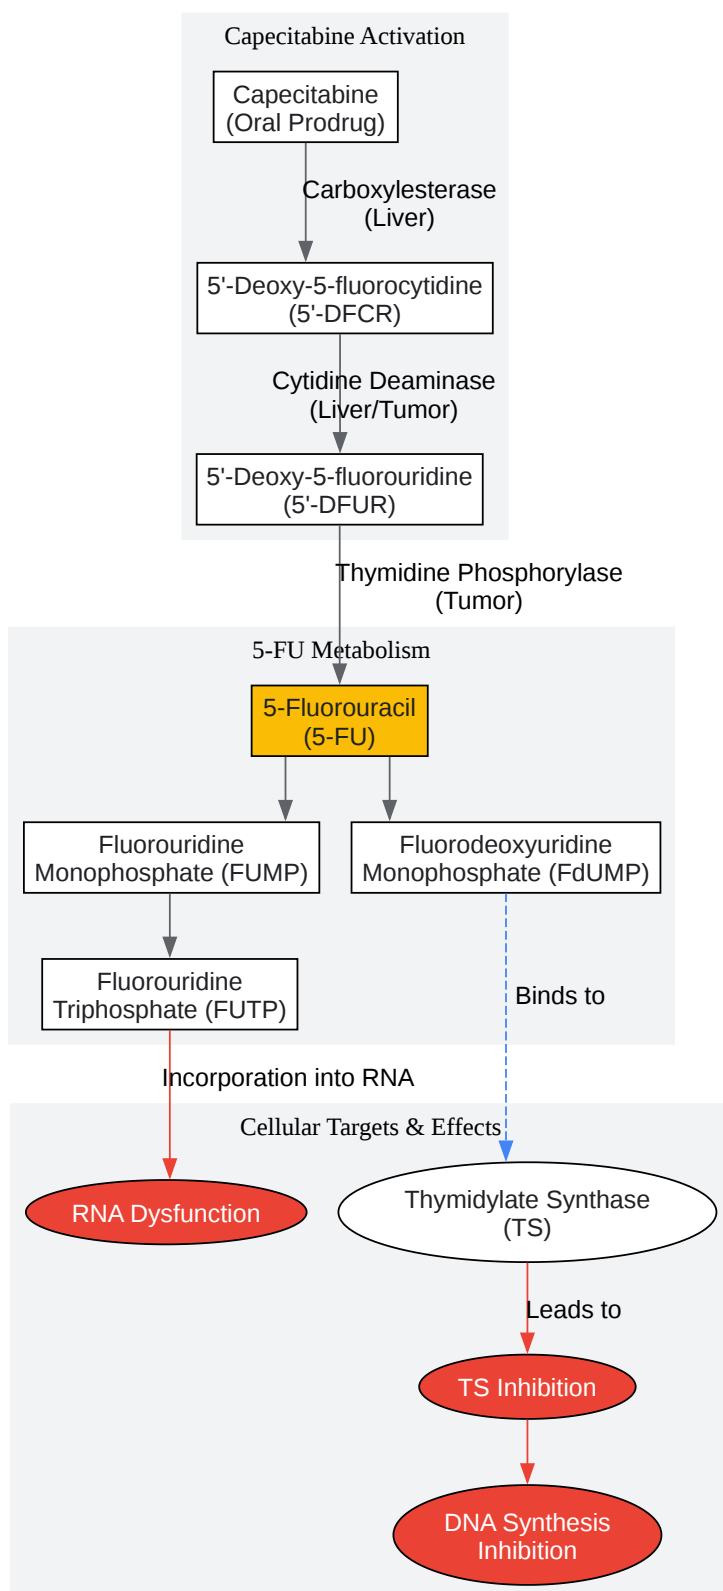 Capecitabine Activation
Capecitabine
(Oral Prodrug)
Carboxylesterase
(Liver)
5'-Deoxy-5-fluorocytidine
(5'-DFCR)
Cytidine Deaminase
(Liver/Tumor)
5'-Deoxy-5-fluorouridine
(5'-DFUR)
Thymidine Phosphorylase
(Tumor)
5-FU Metabolism
5-Fluorouracil
(5-FU)
Fluorouridine
Monophosphate (FUMP)
Fluorodeoxyuridine
Monophosphate (FdUMP)
Fluorouridine
Triphosphate (FUTP)
Binds to
Incorporation into RNA
Cellular Targets & Effects
RNA Dysfunction
Thymidylate Synthase
(TS)
Leads to
TS Inhibition
DNA Synthesis
Inhibition